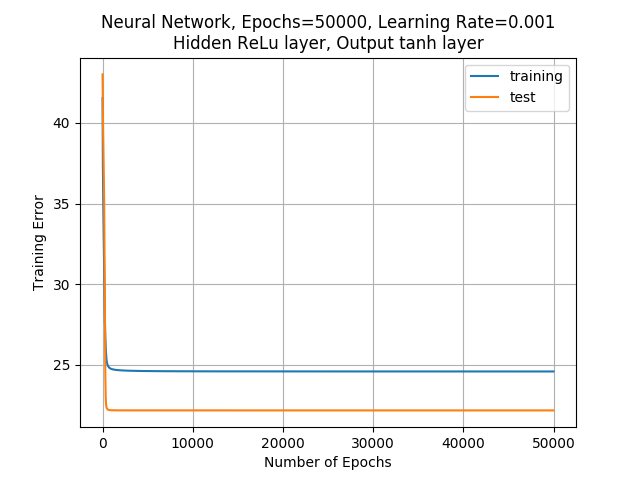 Neural Network, Epochs=50000, Learning Rate=0.001
Hidden ReLu layer, Output tanh layer
training
test
40
35
30
25
Training Error
0
10000
20000
30000
40000
50000
Number of Epochs